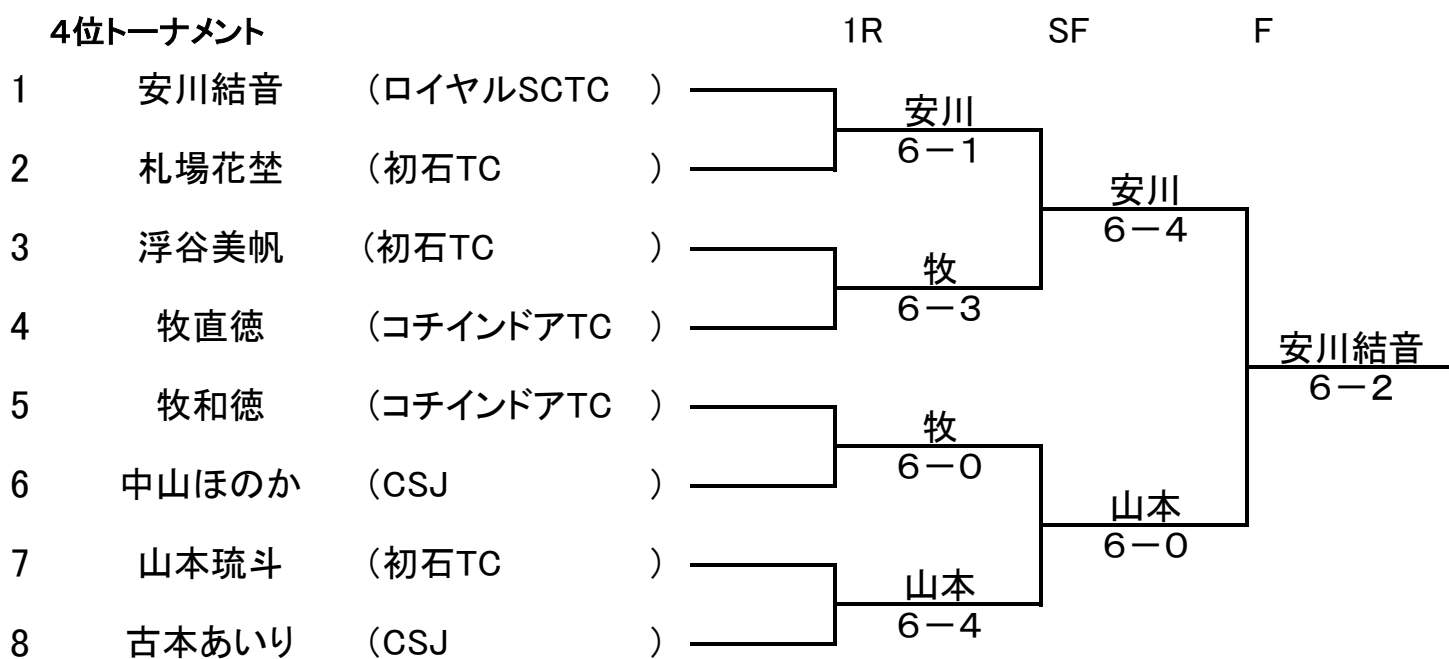 ４位トーナメント 1R SF F
1 安川結音 （ロイヤルSCTC ）
安川
2 札場花埜 （初石TC ）
６－１
安川
3 浮谷美帆 （初石TC ）
６－４
牧
4 牧直徳 （コチインドアTC ）
６－３
安川結音
5 牧和徳 （コチインドアTC ）
６－２
牧
6 中山ほのか （CSJ ）
６－０
山本
7 山本琉斗 （初石TC ）
６－０
山本
8 古本あいり （CSJ ）
６－４